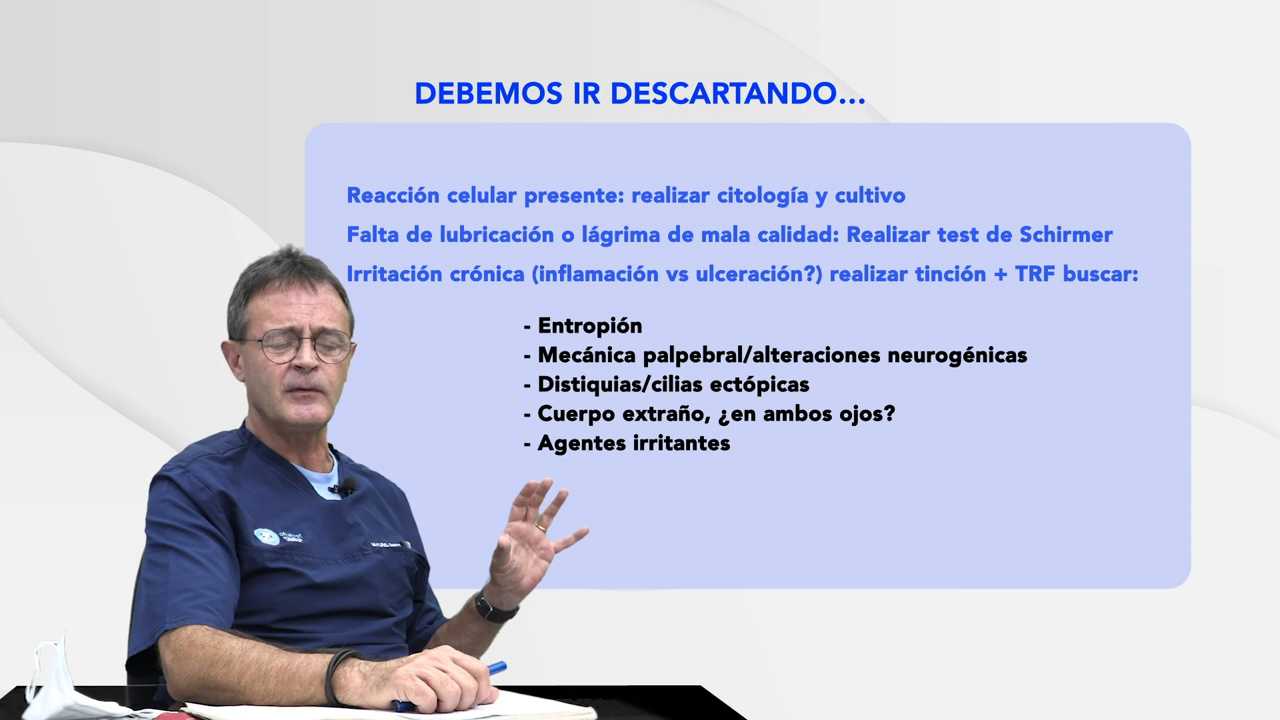 DEBEMOS IR DESCARTANDO...
Reacción celular presente: realizar citología y cultivo
Falta de lubricación o lágrima de mala calidad: Realizar test de Schirmer
Irritación crónica (inflamación vs ulceración?) realizar tinción + TRF buscar:
- Entropión
- Mecánica palpebral/alteraciones neurogénicas
- Distiquias/cilias ectópicas
- Cuerpo extraño, ¿en ambos ojos?
- Agentes irritantes